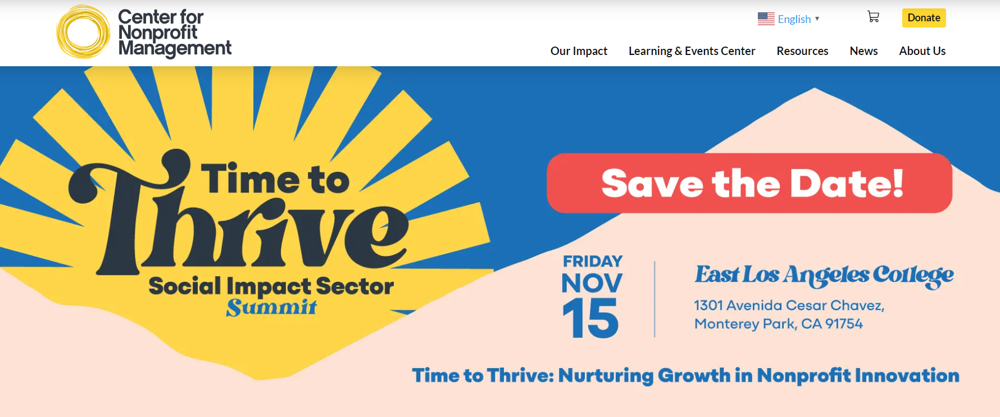 Center for
Nonprofit
Management
English
Donate
Our Impact
Learning & Events Center
Resources
News
About Us
Time to
Thrive
Social Impact Sector
Summit
Save the Date!
FRIDAY
NOV
15
East Los Angeles College
1301 Avenida Cesar Chavez,
Monterey Park, CA 91754
Time to Thrive: Nurturing Growth in Nonprofit Innovation